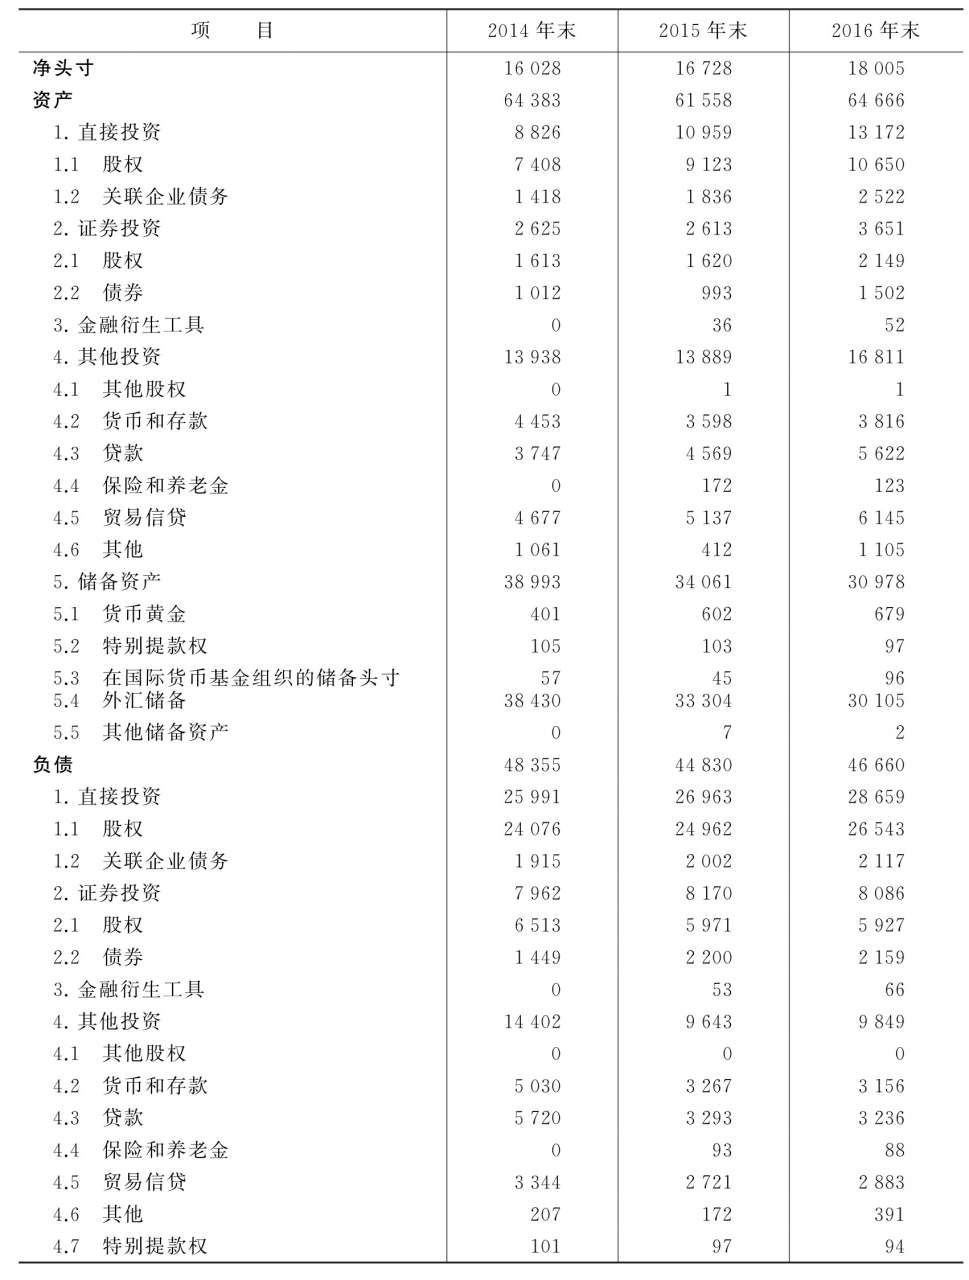 项 目 2014 年末 2015 年末 2016 年末
净头寸 16 028 16 728 18 005
资产 64 383 61 558 64 666
1. 直接投资 8 826 10 959 13 172
1.1 股权 7 408 9 123 10 650
1.2 关联企业债务 1 418 1 836 2 522
2. 证券投资 2 625 2 613 3 651
2.1 股权 1 613 1 620 2 149
2.2 债券 1 012 993 1 502
3. 金融衍生工具 0 36 52
4. 其他投资 13 938 13 889 16 811
4.1 其他股权 0 1 1
4.2 货币和存款 4 453 3 598 3 816
4.3 贷款 3 747 4 569 5 622
4.4 保险和养老金 0 172 123
4.5 贸易信贷 4 677 5 137 6 145
4.6 其他 1 061 412 1 105
5. 储备资产 38 993 34 061 30 978
5.1 货币黄金 401 602 679
5.2 特别提款权 105 103 97
5.3 在国际货币基金组织的储备头寸 57 45 96
5.4 外汇储备 38 430 33 304 30 105
5.5 其他储备资产 0 7 2
负债 48 355 44 830 46 660
1. 直接投资 25 991 26 963 28 659
1.1 股权 24 076 24 962 26 543
1.2 关联企业债务 1 915 2 002 2 117
2. 证券投资 7 962 8 170 8 086
2.1 股权 6 513 5 971 5 927
2.2 债券 1 449 2 200 2 159
3. 金融衍生工具 0 53 66
4. 其他投资 14 402 9 643 9 849
4.1 其他股权 0 0 0
4.2 货币和存款 5 030 3 267 3 156
4.3 贷款 5 720 3 293 3 236
4.4 保险和养老金 0 93 88
4.5 贸易信贷 3 344 2 721 2 883
4.6 其他 207 172 391
4.7 特别提款权 101 97 94